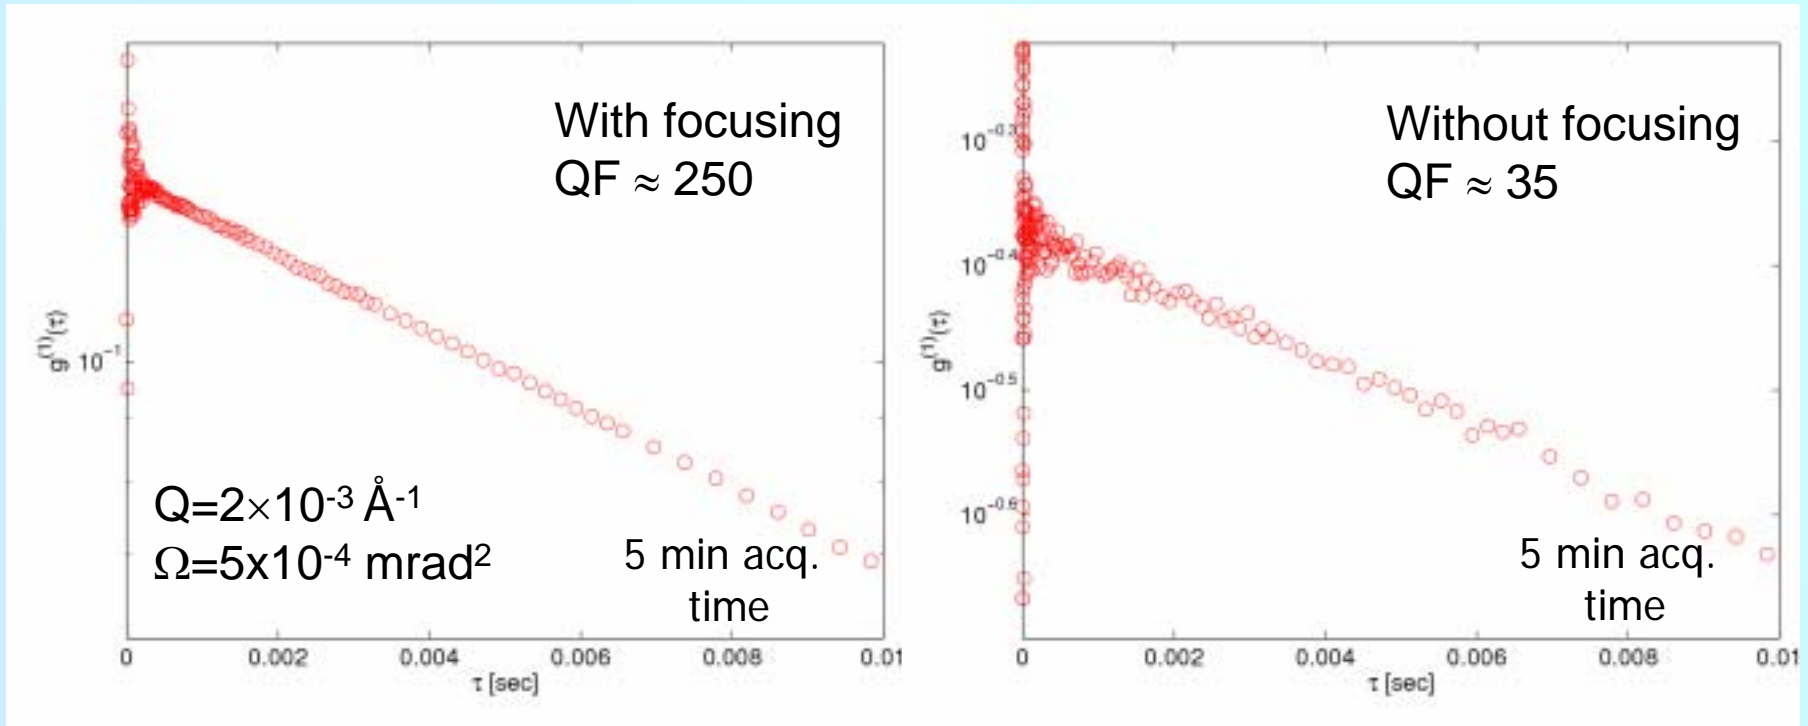 With focusing
QF ≈ 250
g⁽¹⁾(τ)
10⁻¹
Q=2×10⁻³ Å⁻¹
Ω=5x10⁻⁴ mrad²
5 min acq.
time
0 0.002 0.004 0.006 0.008 0.01
τ [sec]
Without focusing
QF ≈ 35
g⁽¹⁾(τ)
10⁻⁰·³
10⁻⁰·⁴
10⁻⁰·⁵
10⁻⁰·⁶
5 min acq.
time
0 0.002 0.004 0.006 0.008 0.01
τ [sec]